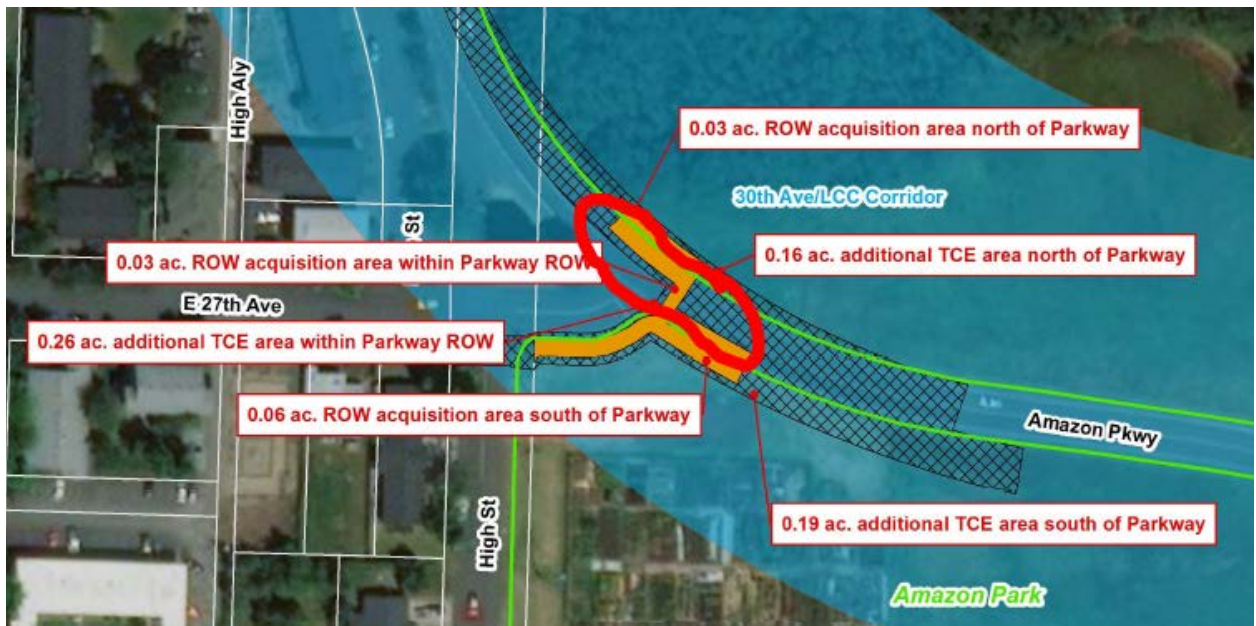 High Aly
0.03 ac. ROW acquisition area north of Parkway
30th Ave/LCC Corridor
St
0.03 ac. ROW acquisition area within Parkway ROW
0.16 ac. additional TCE area north of Parkway
E 27th Ave
0.26 ac. additional TCE area within Parkway ROW
0.06 ac. ROW acquisition area south of Parkway
Amazon Pkwy
High St
0.19 ac. additional TCE area south of Parkway
Amazon Park